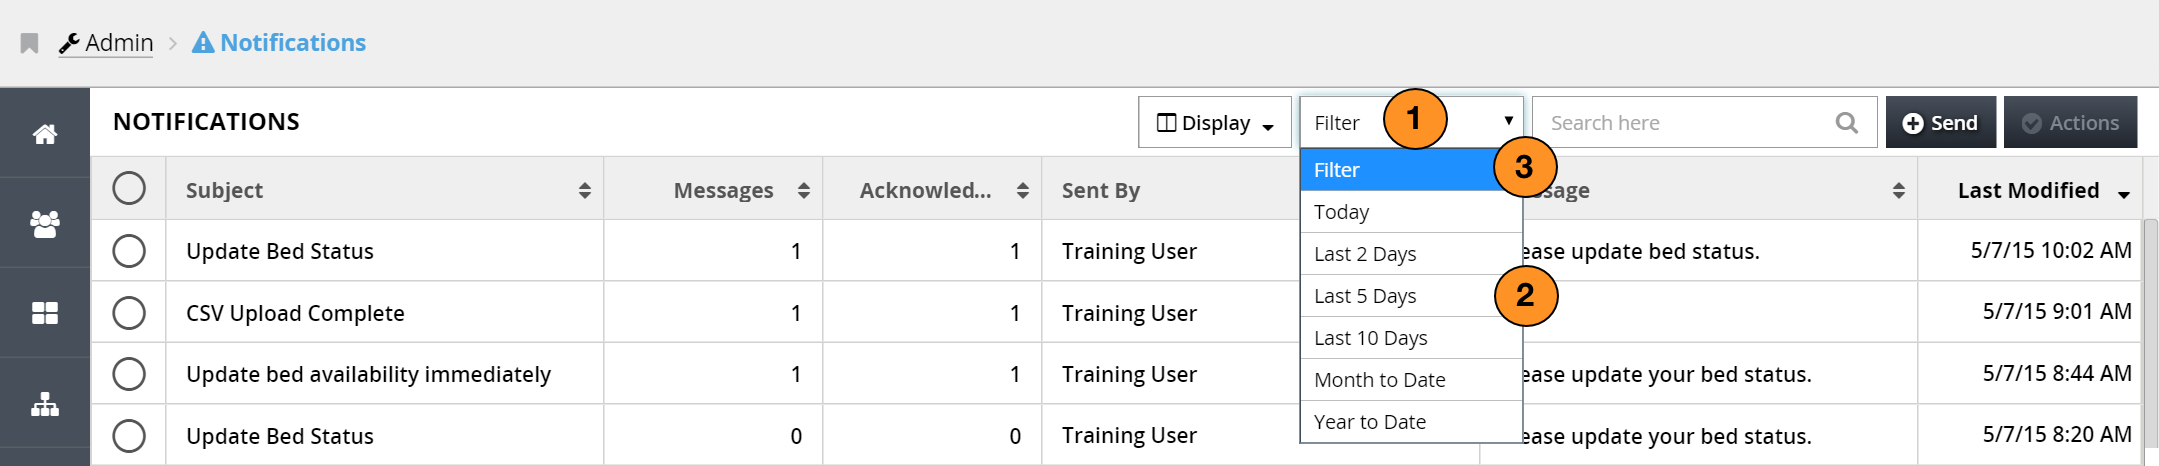 Admin > Notifications
NOTIFICATIONS Display Filter 1 Search here Send Actions
Filter 3
Today
Last 2 Days
Last 5 Days 2
Last 10 Days
Month to Date
Year to Date
Subject Messages Acknowled... Sent By ssage Last Modified
Update Bed Status 1 1 Training User ease update bed status. 5/7/15 10:02 AM
CSV Upload Complete 1 1 Training User 5/7/15 9:01 AM
Update bed availability immediately 1 1 Training User ease update your bed status. 5/7/15 8:44 AM
Update Bed Status 0 0 Training User ease update your bed status. 5/7/15 8:20 AM